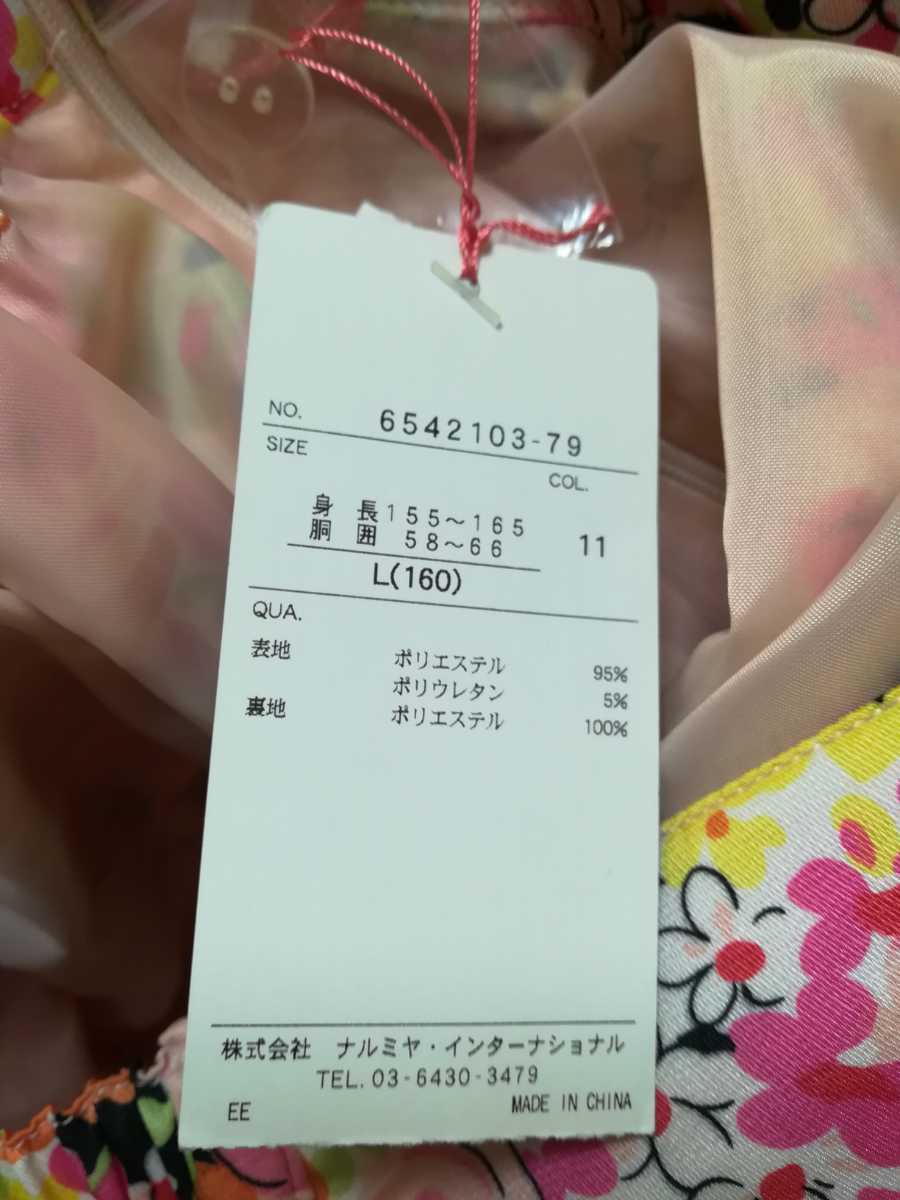 NO. 6542103-79
SIZE
COL.
身 長 155～165
胴 囲 58～66
11
L(160)
QUA.
表地 ポリエステル 95%
ポリウレタン 5%
裏地 ポリエステル 100%
株式会社 ナルミヤ・インターナショナル
TEL. 03-6430-3479
EE MADE IN CHINA